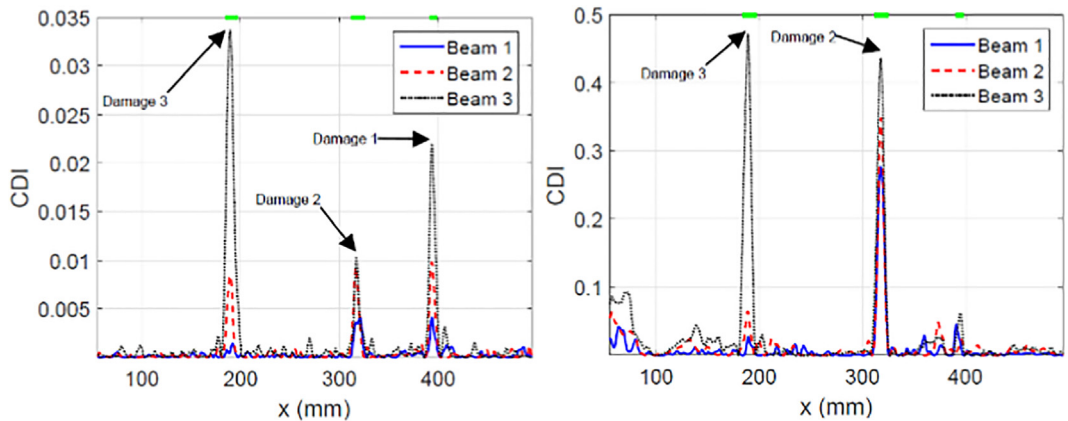 0.035
0.03
0.025
0.02
0.015
0.01
0.005
CDI
100
200
300
400
x (mm)
Damage 3
Damage 2
Damage 1
Beam 1
Beam 2
Beam 3
0.5
0.4
0.3
0.2
0.1
CDI
100
200
300
400
x (mm)
Damage 3
Damage 2
Beam 1
Beam 2
Beam 3